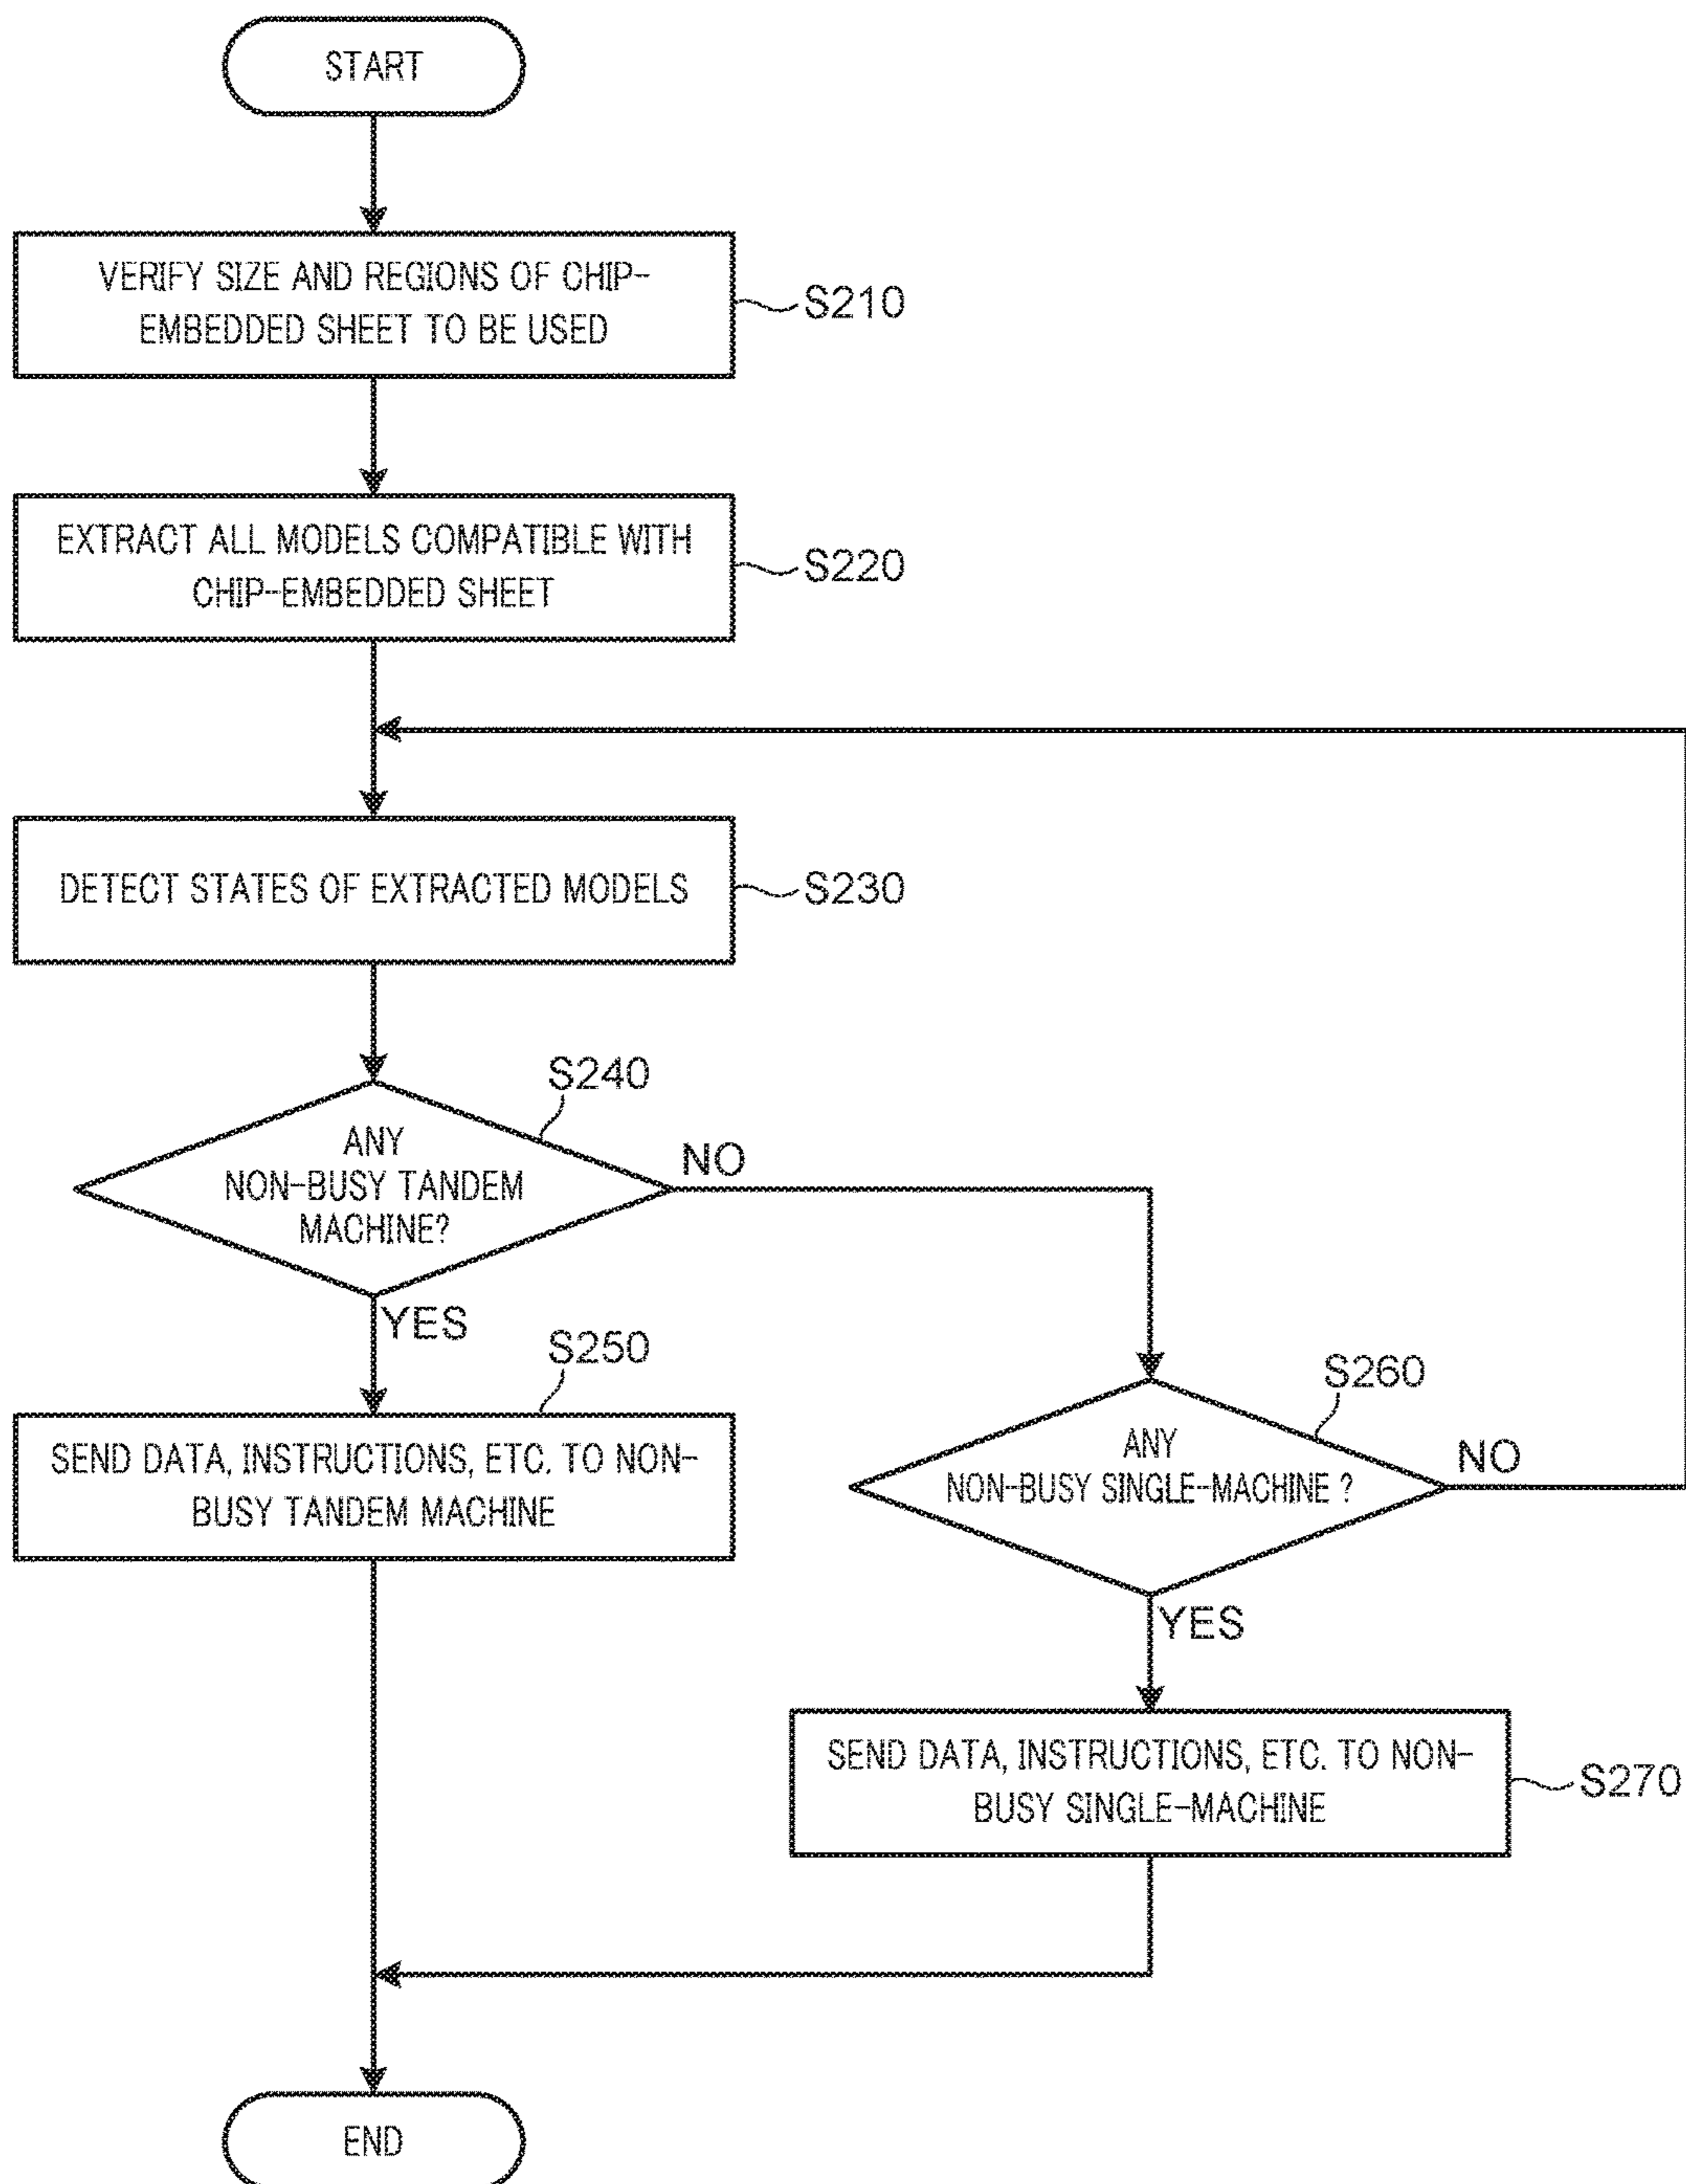 START
VERIFY SIZE AND REGIONS OF CHIP-
EMBEDDED SHEET TO BE USED
S210
EXTRACT ALL MODELS COMPATIBLE WITH
CHIP-EMBEDDED SHEET
S220
DETECT STATES OF EXTRACTED MODELS
S230
S240
ANY
NON-BUSY TANDEM
MACHINE?
NO
YES
S250
SEND DATA, INSTRUCTIONS, ETC. TO NON-
BUSY TANDEM MACHINE
S260
ANY
NON-BUSY SINGLE-MACHINE ?
NO
YES
SEND DATA, INSTRUCTIONS, ETC. TO NON-
BUSY SINGLE-MACHINE
S270
END